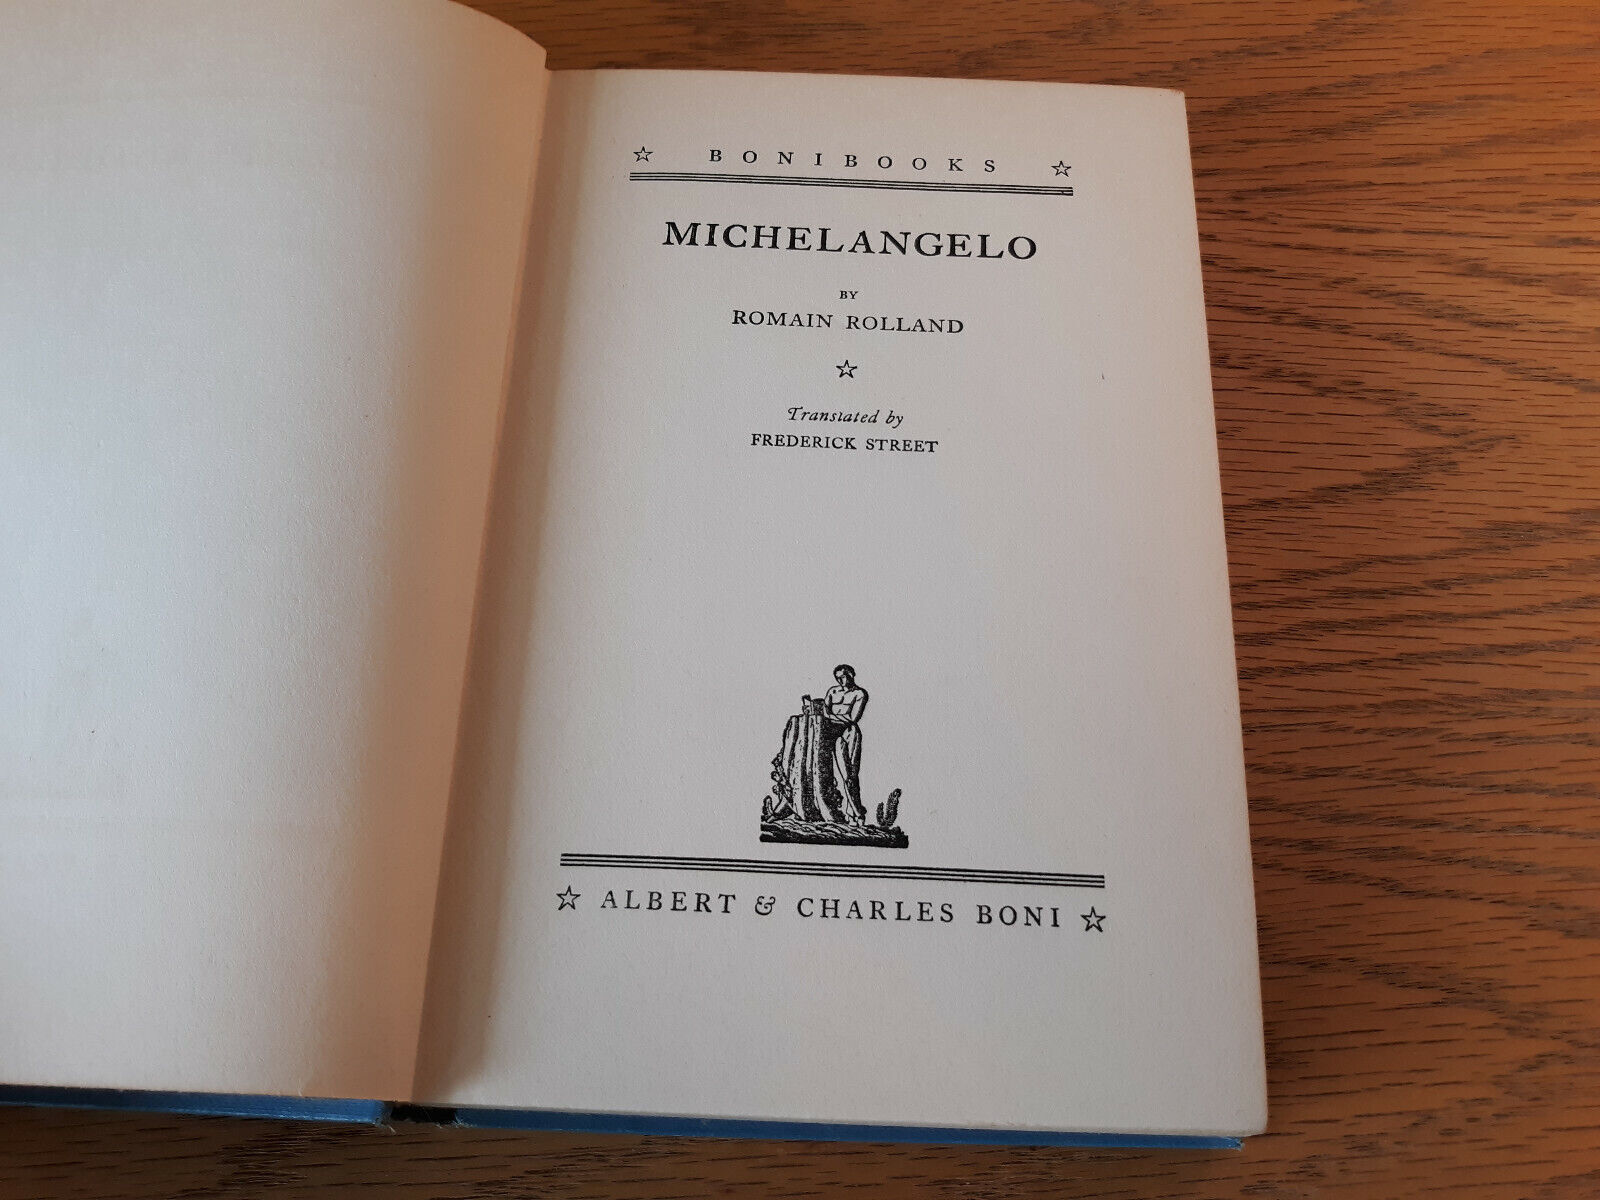 ☆ BONIBOOKS ☆
MICHELANGELO
BY
ROMAIN ROLLAND
☆
Translated by
FREDERICK STREET
☆ ALBERT & CHARLES BONI ☆